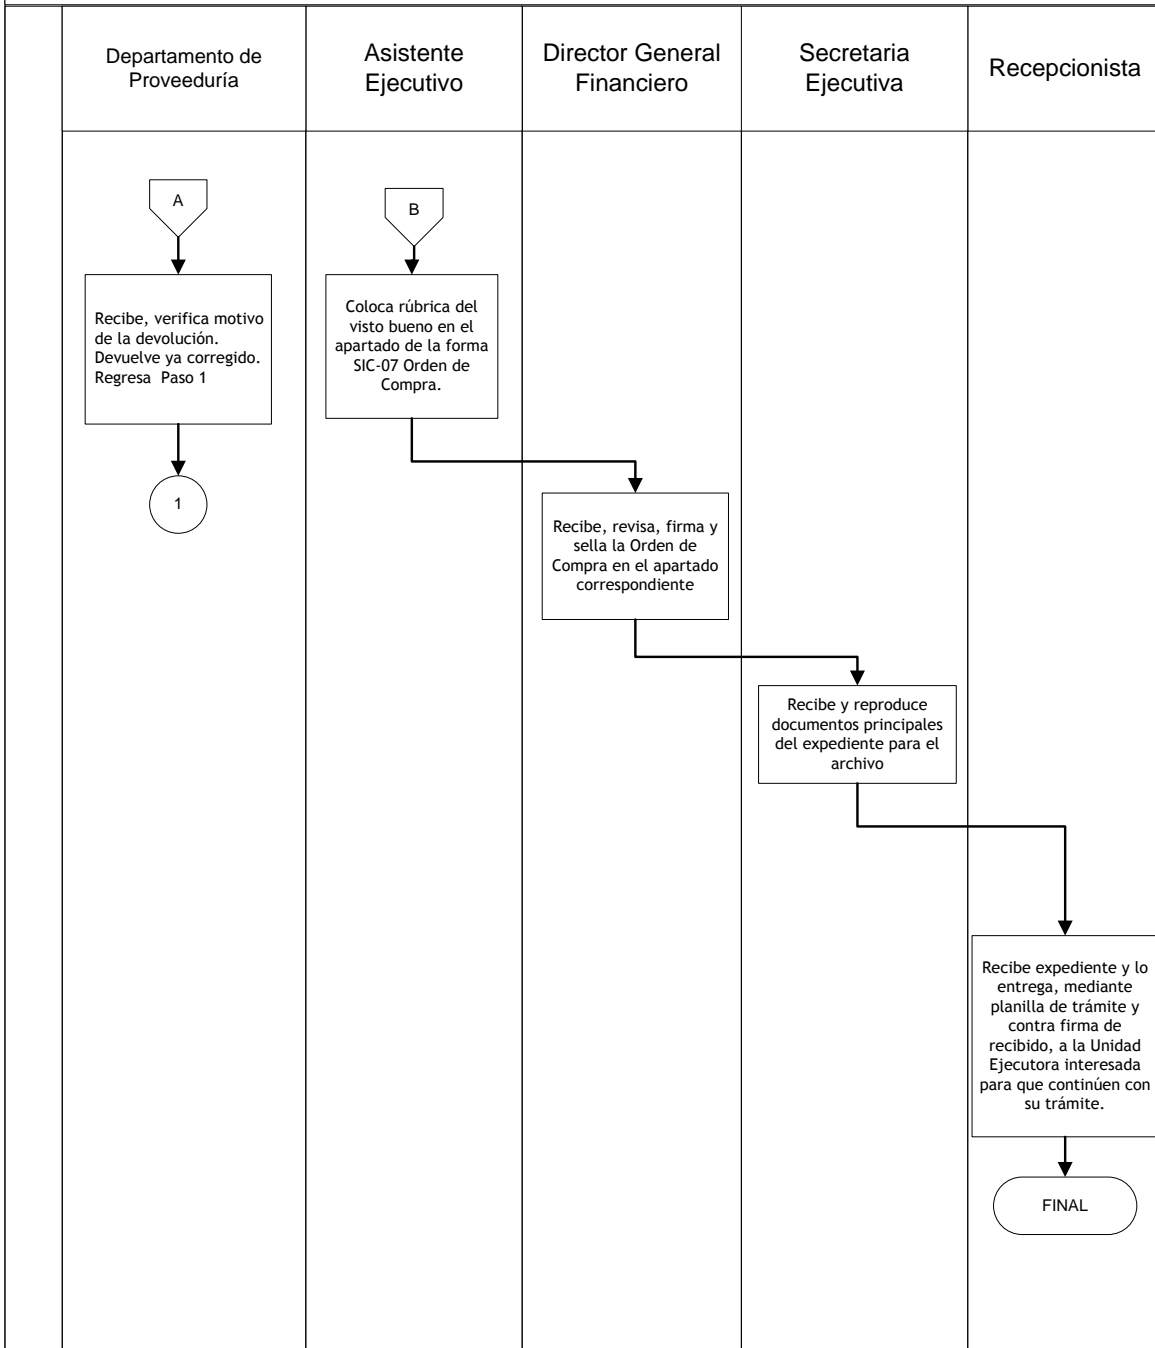 Departamento de
Proveeduría
Asistente
Ejecutivo
Director General
Financiero
Secretaria
Ejecutiva
Recepcionista
A
B
Recibe, verifica motivo
de la devolución.
Devuelve ya corregido.
Regresa  Paso 1
Coloca rúbrica del
visto bueno en el
apartado de la forma
SIC-07 Orden de
Compra.
1
Recibe, revisa, firma y
sella la Orden de
Compra en el apartado
correspondiente
Recibe y reproduce
documentos principales
del expediente para el
archivo
Recibe expediente y lo
entrega, mediante
planilla de trámite y
contra firma de
recibido, a la Unidad
Ejecutora interesada
para que continúen con
su trámite.
FINAL